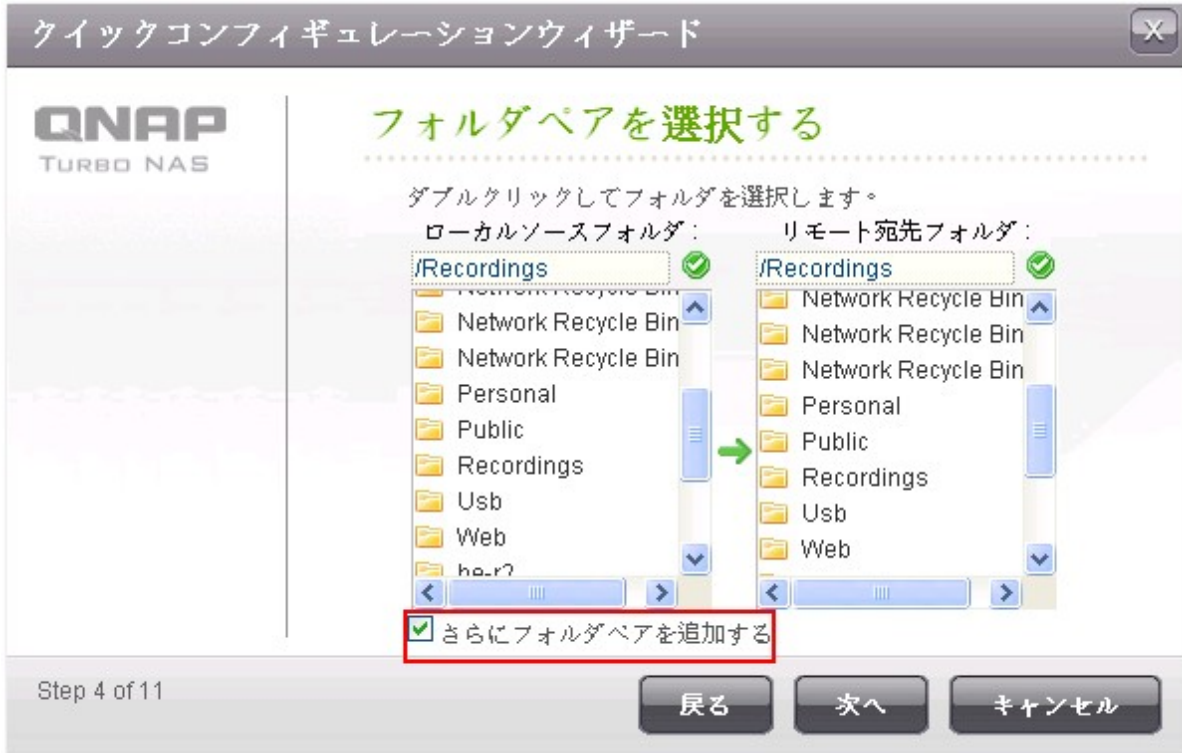 クイックコンフィギュレーションウィザード
QNAP
TURBO NAS
フォルダペアを選択する
ダブルクリックしてフォルダを選択します。
ローカルソースフォルダ:
/Recordings
Network Recycle Bin
Network Recycle Bin
Network Recycle Bin
Personal
Public
Recordings
Usb
Web
リモート宛先フォルダ:
/Recordings
Network Recycle Bin
Network Recycle Bin
Network Recycle Bin
Personal
Public
Recordings
Usb
Web
さらにフォルダペアを追加する
Step 4 of 11
戻る
次へ
キャンセル